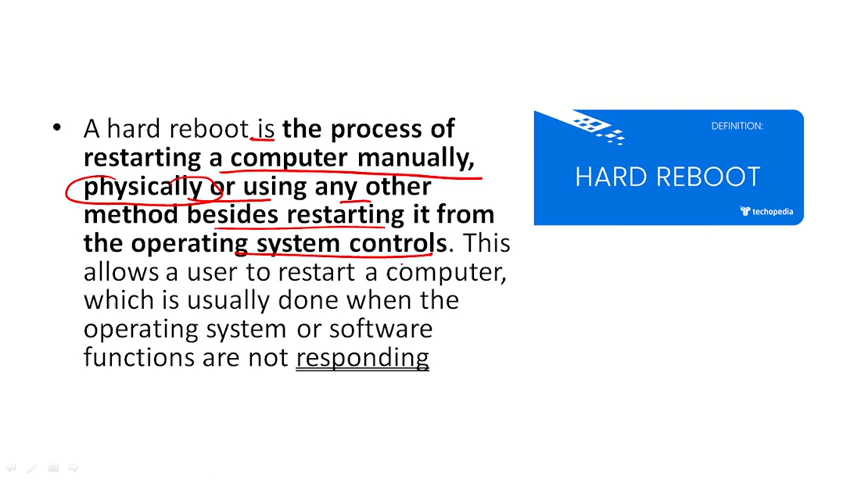 • A hard reboot is the process of
restarting a computer manually,
physically or using any other
method besides restarting it from
the operating system controls. This
allows a user to restart a computer,
which is usually done when the
operating system or software
functions are not responding
DEFINITION:
HARD REBOOT
techopedia